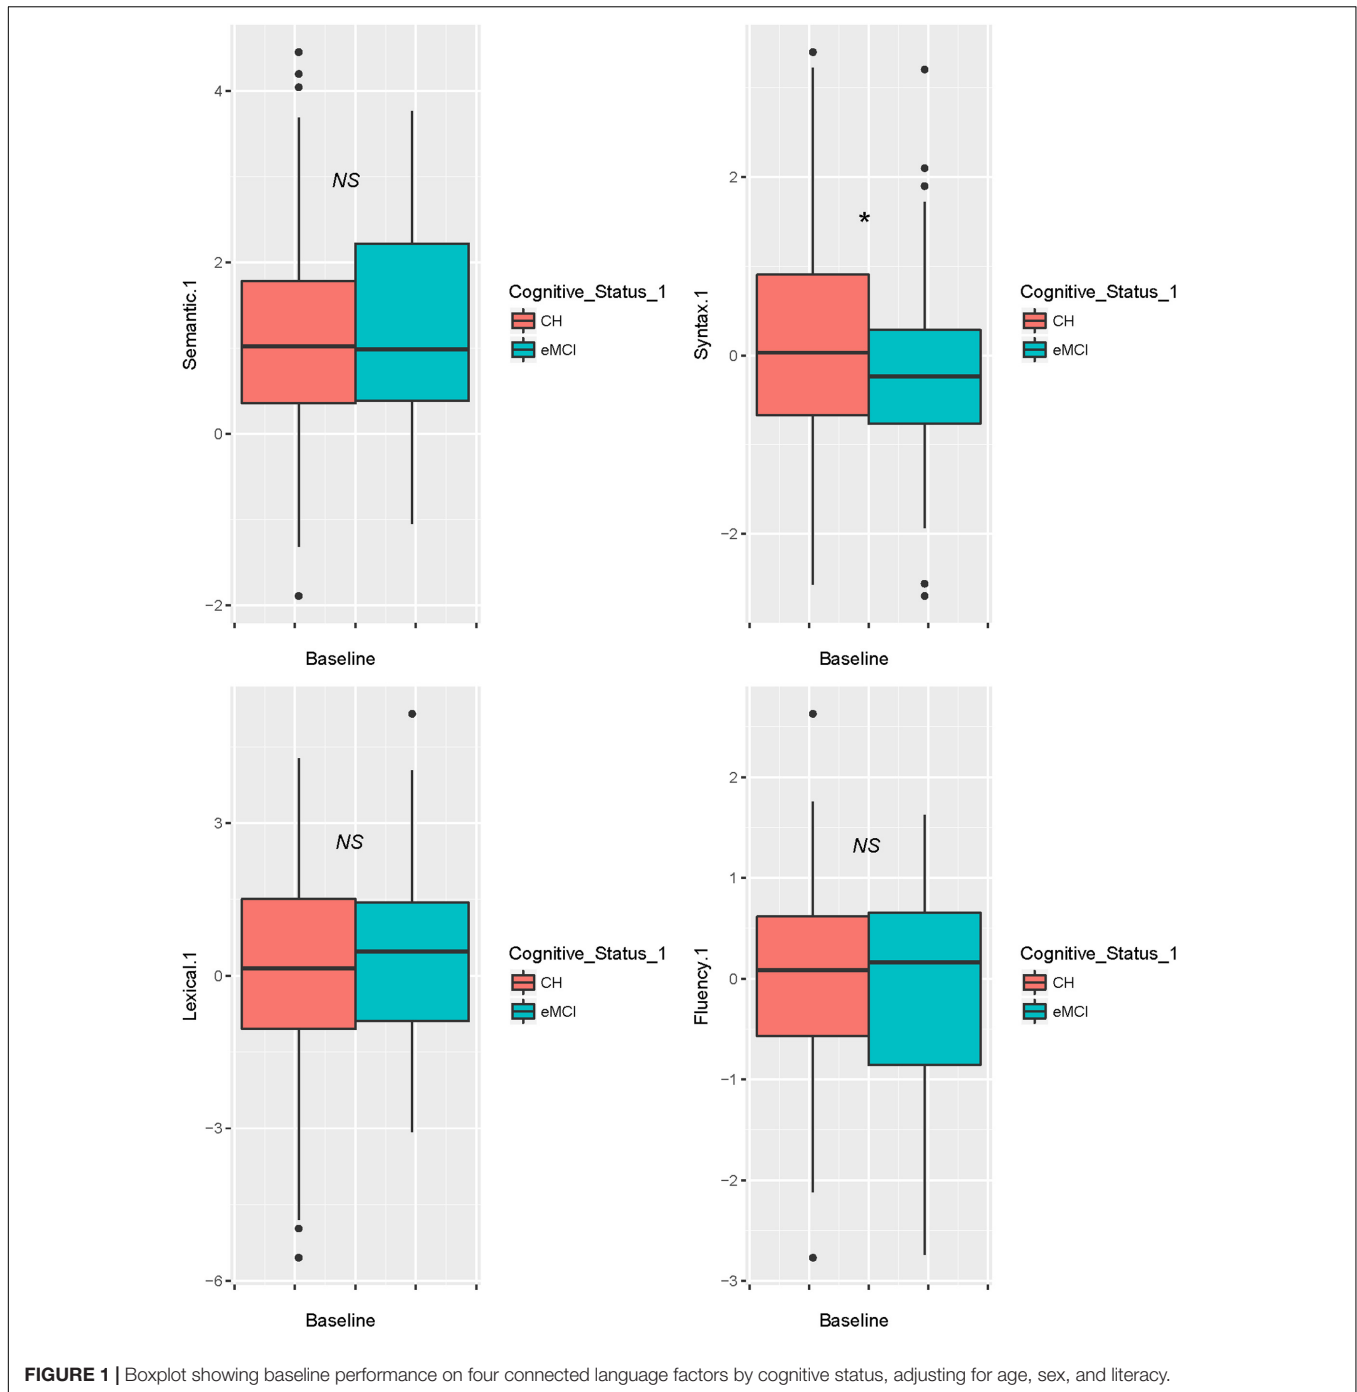 4
2
0
−2
Semantic.1
NS
Baseline
Cognitive_Status_1
CH
eMCI
2
0
−2
Syntax.1
*
Baseline
Cognitive_Status_1
CH
eMCI
3
0
−3
−6
Lexical.1
NS
Baseline
Cognitive_Status_1
CH
eMCI
2
1
0
−1
−2
−3
Fluency.1
NS
Baseline
Cognitive_Status_1
CH
eMCI
FIGURE 1 | Boxplot showing baseline performance on four connected language factors by cognitive status, adjusting for age, sex, and literacy.